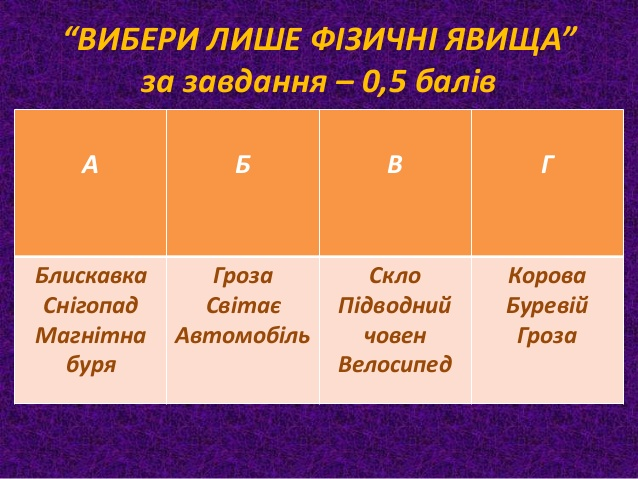 “ВИБЕРИ ЛИШЕ ФІЗИЧНІ ЯВИЩА”
за завдання – 0,5 балів
А
Б
В
Г
Блискавка
Снігопад
Магнітна
буря
Гроза
Світає
Автомобіль
Скло
Підводний
човен
Велосипед
Корова
Буревій
Гроза